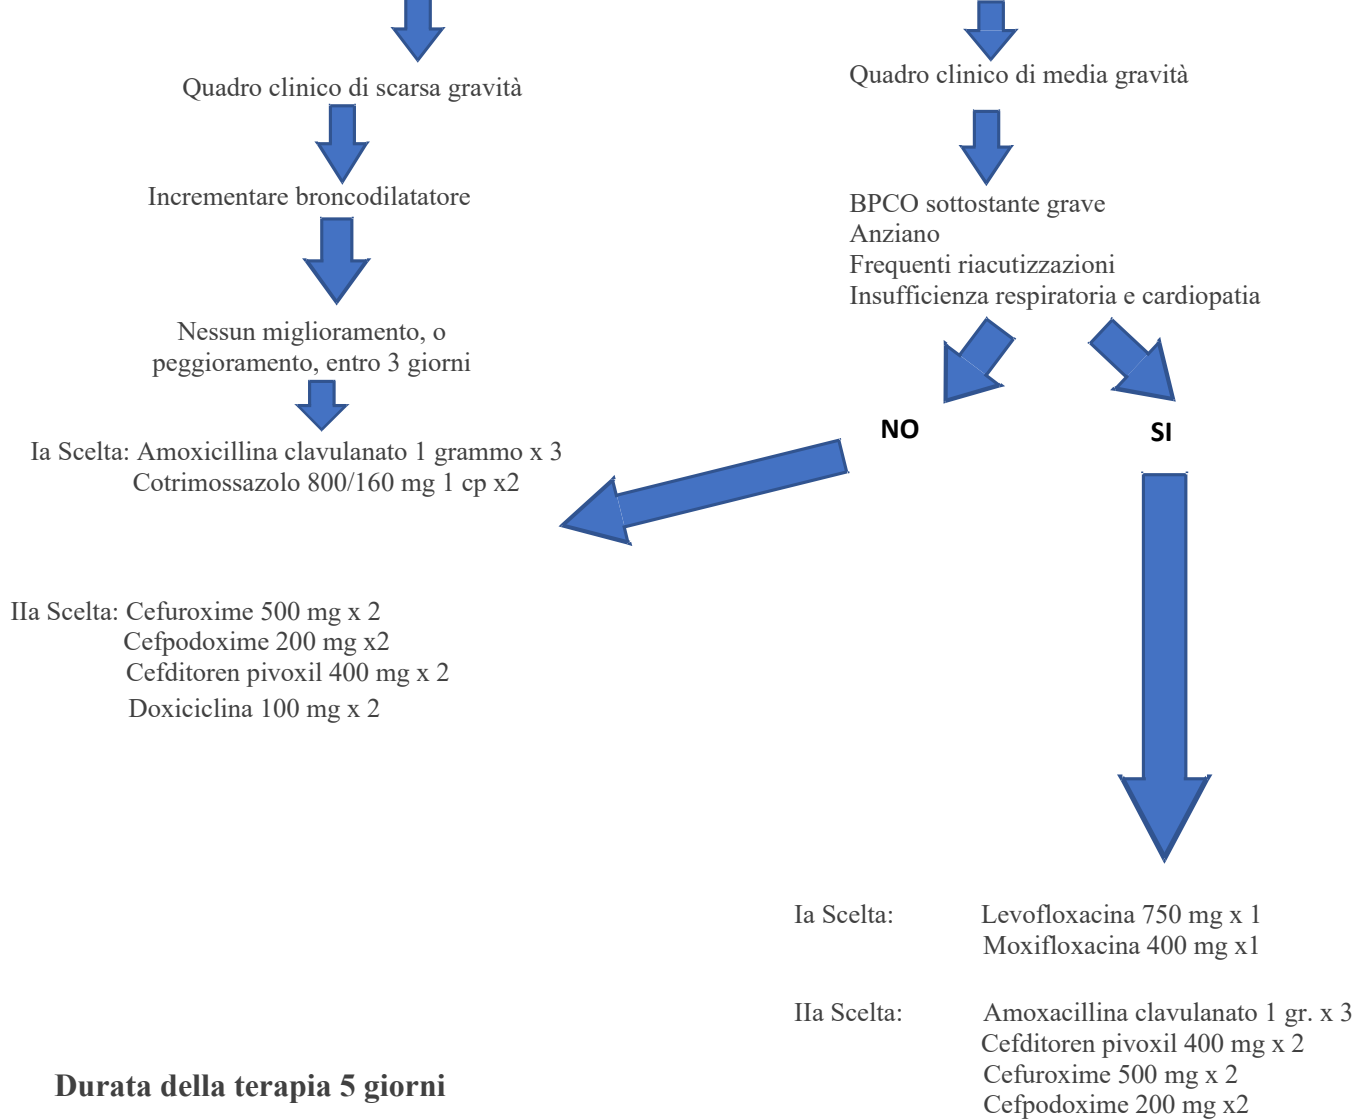 Quadro clinico di scarsa gravità
Incrementare broncodilatatore
Nessun miglioramento, o
peggioramento, entro 3 giorni
Ia Scelta: Amoxicillina clavulanato 1 grammo x 3
Cotrimossazolo 800/160 mg 1 cp x2
IIa Scelta: Cefuroxime 500 mg x 2
Cefpodoxime 200 mg x2
Cefditoren pivoxil 400 mg x 2
Doxiciclina 100 mg x 2
Quadro clinico di media gravità
BPCO sottostante grave
Anziano
Frequenti riacutizzazioni
Insufficienza respiratoria e cardiopatia
NO
SI
Ia Scelta: Levofloxacina 750 mg x 1
Moxifloxacina 400 mg x1
IIa Scelta: Amoxacillina clavulanato 1 gr. x 3
Cefditoren pivoxil 400 mg x 2
Cefuroxime 500 mg x 2
Cefpodoxime 200 mg x2
Durata della terapia 5 giorni